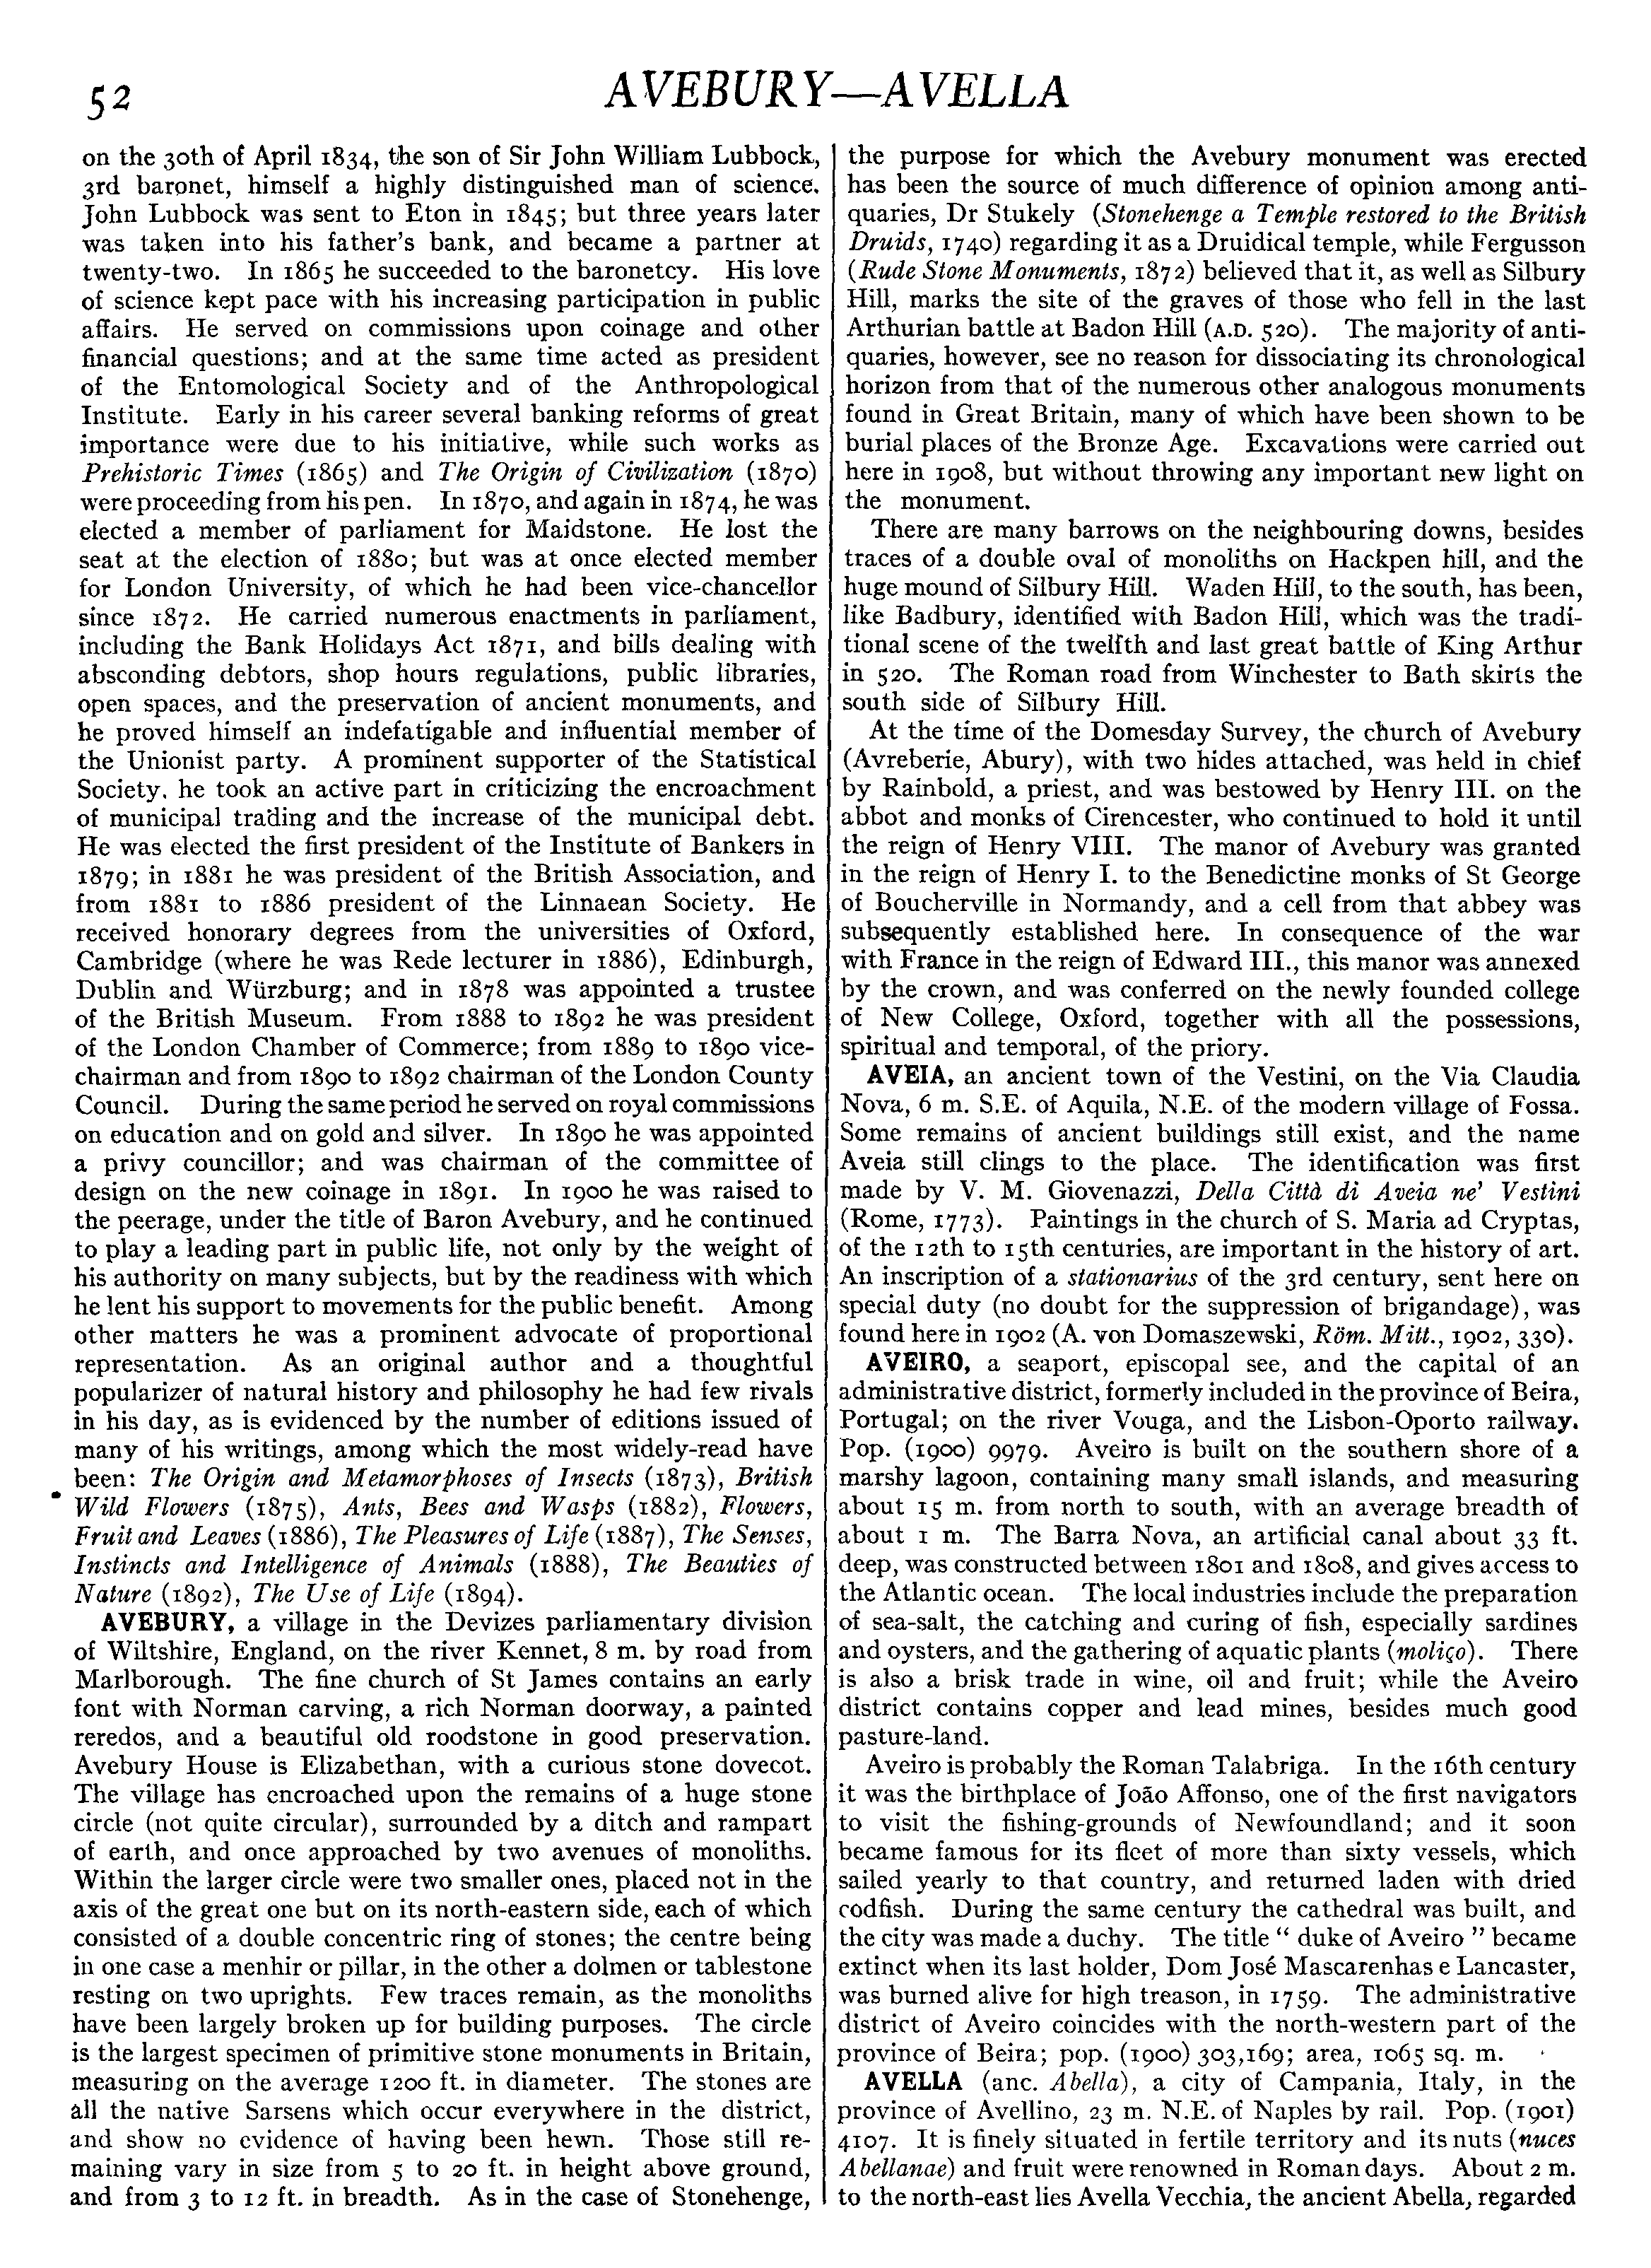 52
AVEBURY—AVELLA
on the 30th of April 1834, the son of Sir John William Lubbock,
3rd baronet, himself a highly distinguished man of science.
John Lubbock was sent to Eton in 1845; but three years later
was taken into his father's bank, and became a partner at
twenty-two. In 1865 he succeeded to the baronetcy. His love
of science kept pace with his increasing participation in public
affairs. He served on commissions upon coinage and other
financial questions; and at the same time acted as president
of the Entomological Society and of the Anthropological
Institute. Early in his career several banking reforms of great
importance were due to his initiative, while such works as
Prehistoric Times (1865) and The Origin of Civilization (1870)
were proceeding from his pen. In 1870, and again in 1874, he was
elected a member of parliament for Maidstone. He lost the
seat at the election of 1880; but was at once elected member
for London University, of which he had been vice-chancellor
since 1872. He carried numerous enactments in parliament,
including the Bank Holidays Act 1871, and bills dealing with
absconding debtors, shop hours regulations, public libraries,
open spaces, and the preservation of ancient monuments, and
he proved himself an indefatigable and influential member of
the Unionist party. A prominent supporter of the Statistical
Society, he took an active part in criticizing the encroachment
of municipal trading and the increase of the municipal debt.
He was elected the first president of the Institute of Bankers in
1879; in 1881 he was president of the British Association, and
from 1881 to 1886 president of the Linnaean Society. He
received honorary degrees from the universities of Oxford,
Cambridge (where he was Rede lecturer in 1886), Edinburgh,
Dublin and Würzburg; and in 1878 was appointed a trustee
of the British Museum. From 1888 to 1892 he was president
of the London Chamber of Commerce; from 1889 to 1890 vice-
chairman and from 1890 to 1892 chairman of the London County
Council. During the same period he served on royal commissions
on education and on gold and silver. In 1890 he was appointed
a privy councillor; and was chairman of the committee of
design on the new coinage in 1891. In 1900 he was raised to
the peerage, under the title of Baron Avebury, and he continued
to play a leading part in public life, not only by the weight of
his authority on many subjects, but by the readiness with which
he lent his support to movements for the public benefit. Among
other matters he was a prominent advocate of proportional
representation. As an original author and a thoughtful
popularizer of natural history and philosophy he had few rivals
in his day, as is evidenced by the number of editions issued of
many of his writings, among which the most widely-read have
been: The Origin and Metamorphoses of Insects (1873), British
Wild Flowers (1875), Ants, Bees and Wasps (1882), Flowers,
Fruit and Leaves (1886), The Pleasures of Life (1887), The Senses,
Instincts and Intelligence of Animals (1888), The Beauties of
Nature (1892), The Use of Life (1894).
AVEBURY, a village in the Devizes parliamentary division
of Wiltshire, England, on the river Kennet, 8 m. by road from
Marlborough. The fine church of St James contains an early
font with Norman carving, a rich Norman doorway, a painted
reredos, and a beautiful old roodstone in good preservation.
Avebury House is Elizabethan, with a curious stone dovecot.
The village has encroached upon the remains of a huge stone
circle (not quite circular), surrounded by a ditch and rampart
of earth, and once approached by two avenues of monoliths.
Within the larger circle were two smaller ones, placed not in the
axis of the great one but on its north-eastern side, each of which
consisted of a double concentric ring of stones; the centre being
in one case a menhir or pillar, in the other a dolmen or tablestone
resting on two uprights. Few traces remain, as the monoliths
have been largely broken up for building purposes. The circle
is the largest specimen of primitive stone monuments in Britain,
measuring on the average 1200 ft. in diameter. The stones are
all the native Sarsens which occur everywhere in the district,
and show no evidence of having been hewn. Those still re-
maining vary in size from 5 to 20 ft. in height above ground,
and from 3 to 12 ft. in breadth. As in the case of Stonehenge,
the purpose for which the Avebury monument was erected
has been the source of much difference of opinion among anti-
quaries, Dr Stukely (Stonehenge a Temple restored to the British
Druids, 1740) regarding it as a Druidical temple, while Fergusson
(Rude Stone Monuments, 1872) believed that it, as well as Silbury
Hill, marks the site of the graves of those who fell in the last
Arthurian battle at Badon Hill (A.D. 520). The majority of anti-
quaries, however, see no reason for dissociating its chronological
horizon from that of the numerous other analogous monuments
found in Great Britain, many of which have been shown to be
burial places of the Bronze Age. Excavations were carried out
here in 1908, but without throwing any important new light on
the monument.
There are many barrows on the neighbouring downs, besides
traces of a double oval of monoliths on Hackpen hill, and the
huge mound of Silbury Hill. Waden Hill, to the south, has been,
like Badbury, identified with Badon Hill, which was the tradi-
tional scene of the twelfth and last great battle of King Arthur
in 520. The Roman road from Winchester to Bath skirts the
south side of Silbury Hill.
At the time of the Domesday Survey, the church of Avebury
(Avreberie, Abury), with two hides attached, was held in chief
by Rainbold, a priest, and was bestowed by Henry III. on the
abbot and monks of Cirencester, who continued to hold it until
the reign of Henry VIII. The manor of Avebury was granted
in the reign of Henry I. to the Benedictine monks of St George
of Boucherville in Normandy, and a cell from that abbey was
subsequently established here. In consequence of the war
with France in the reign of Edward III., this manor was annexed
by the crown, and was conferred on the newly founded college
of New College, Oxford, together with all the possessions,
spiritual and temporal, of the priory.
AVEIA, an ancient town of the Vestini, on the Via Claudia
Nova, 6 m. S.E. of Aquila, N.E. of the modern village of Fossa.
Some remains of ancient buildings still exist, and the name
Aveia still clings to the place. The identification was first
made by V. M. Giovenazzi, Della Città di Aveia ne' Vestini
(Rome, 1773). Paintings in the church of S. Maria ad Cryptas,
of the 12th to 15th centuries, are important in the history of art.
An inscription of a stationarius of the 3rd century, sent here on
special duty (no doubt for the suppression of brigandage), was
found here in 1902 (A. von Domaszewski, Röm. Mitt., 1902, 330).
AVEIRO, a seaport, episcopal see, and the capital of an
administrative district, formerly included in the province of Beira,
Portugal; on the river Vouga, and the Lisbon-Oporto railway.
Pop. (1900) 9979. Aveiro is built on the southern shore of a
marshy lagoon, containing many small islands, and measuring
about 15 m. from north to south, with an average breadth of
about 1 m. The Barra Nova, an artificial canal about 33 ft.
deep, was constructed between 1801 and 1808, and gives access to
the Atlantic ocean. The local industries include the preparation
of sea-salt, the catching and curing of fish, especially sardines
and oysters, and the gathering of aquatic plants (moliço). There
is also a brisk trade in wine, oil and fruit; while the Aveiro
district contains copper and lead mines, besides much good
pasture-land.
Aveiro is probably the Roman Talabriga. In the 16th century
it was the birthplace of João Affonso, one of the first navigators
to visit the fishing-grounds of Newfoundland; and it soon
became famous for its fleet of more than sixty vessels, which
sailed yearly to that country, and returned laden with dried
codfish. During the same century the cathedral was built, and
the city was made a duchy. The title “ duke of Aveiro ” became
extinct when its last holder, Dom José Mascarenhas e Lancaster,
was burned alive for high treason, in 1759. The administrative
district of Aveiro coincides with the north-western part of the
province of Beira; pop. (1900) 303,169; area, 1065 sq. m.
AVELLA (anc. Abella), a city of Campania, Italy, in the
province of Avellino, 23 m. N.E. of Naples by rail. Pop. (1901)
4107. It is finely situated in fertile territory and its nuts (nuces
Abellanae) and fruit were renowned in Roman days. About 2 m.
to the north-east lies Avella Vecchia, the ancient Abella, regarded